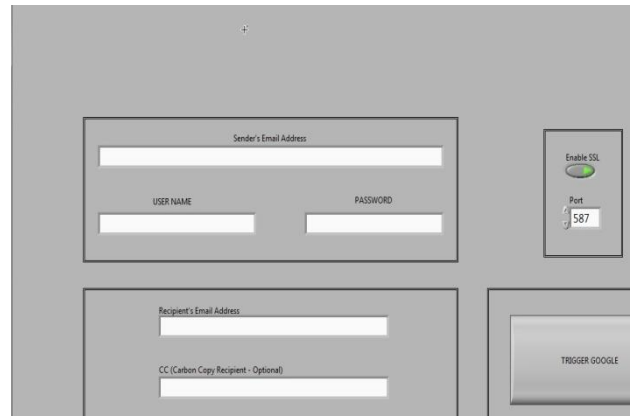 Sender's Email Address
USER NAME
PASSWORD
Enable SSL
Port
587
Recipient's Email Address
CC (Carbon Copy Recipient - Optional)
TRIGGER GOOGLE